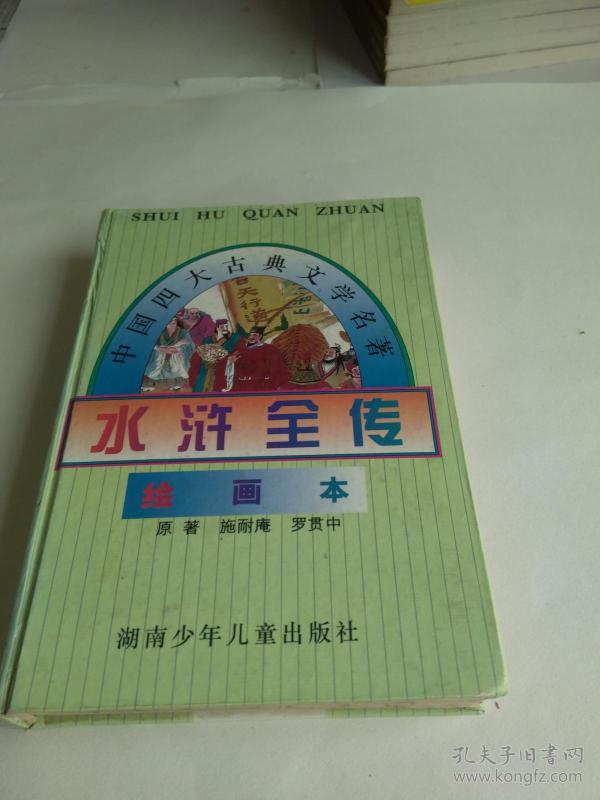 SHUI HU QUAN ZHUAN
中国四大古典文学名著
替天行道
水浒全传
绘画本
原著 施耐庵 罗贯中
湖南少年儿童出版社
孔夫子旧书网
www.kongfz.com